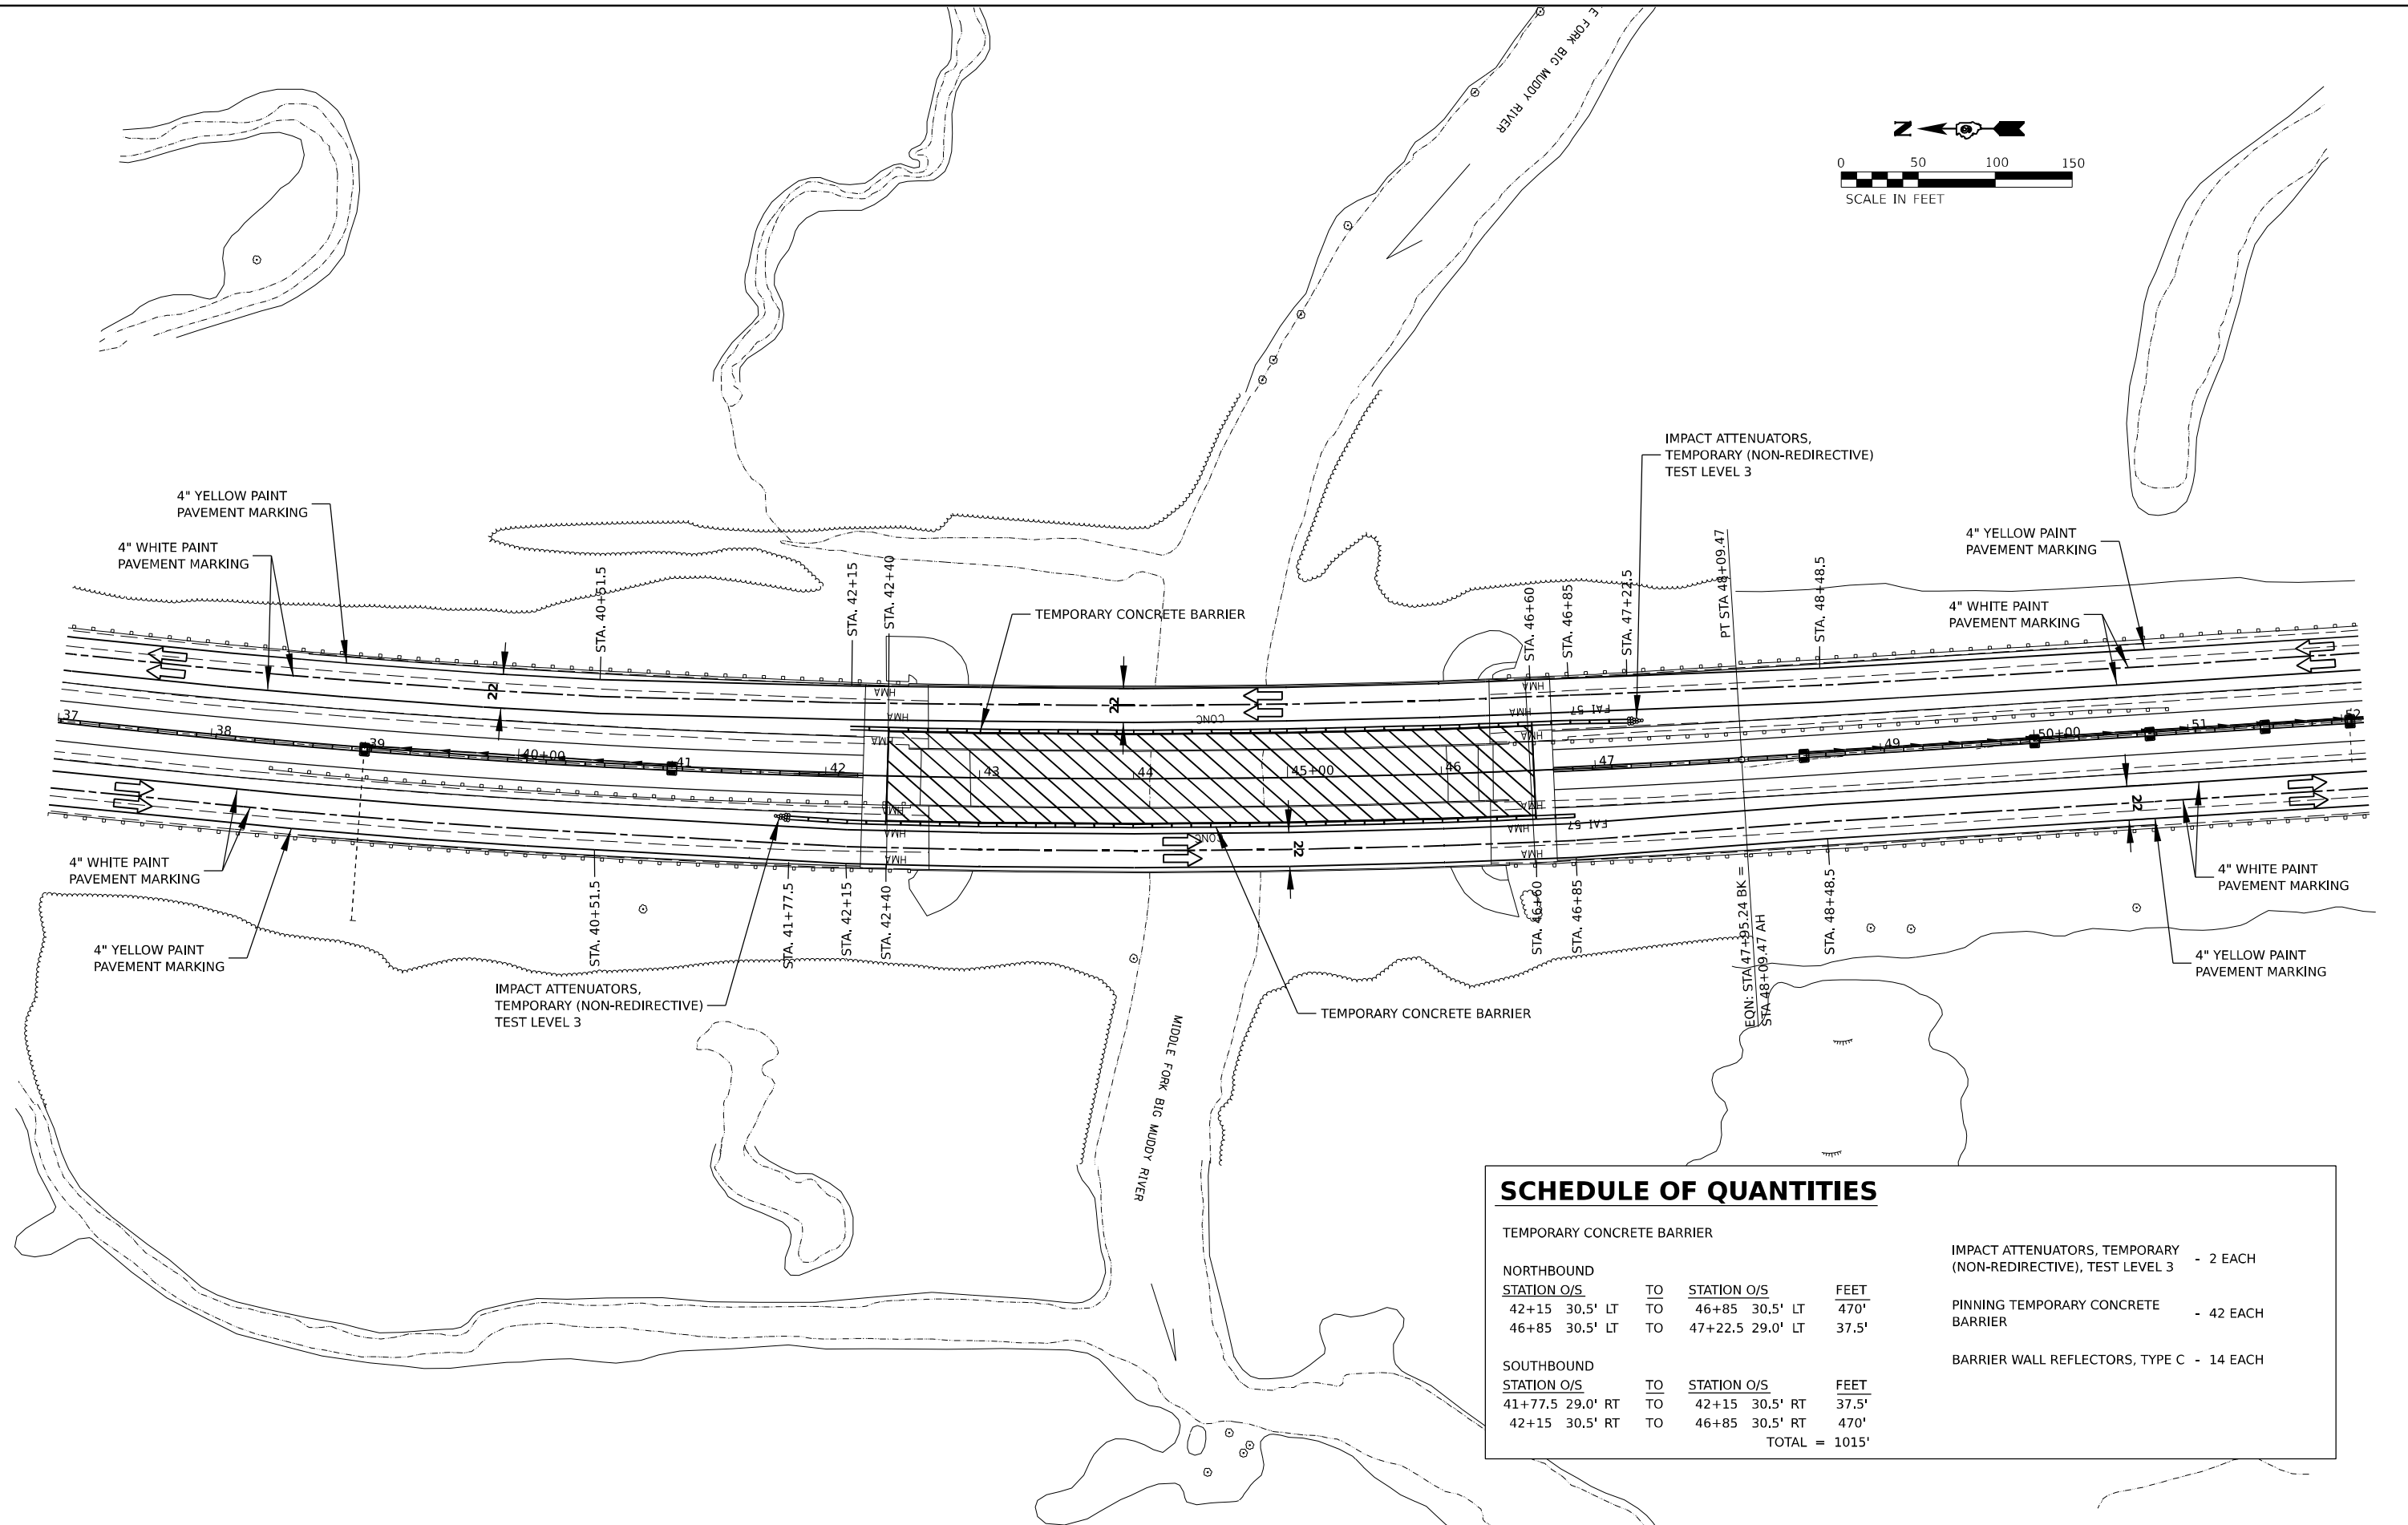 E FORK BIG MUDDY RIVER
N
0 50 100 150
SCALE IN FEET
IMPACT ATTENUATORS,
TEMPORARY (NON-REDIRECTIVE)
TEST LEVEL 3
4" YELLOW PAINT
PAVEMENT MARKING
4" WHITE PAINT
PAVEMENT MARKING
4" YELLOW PAINT
PAVEMENT MARKING
4" WHITE PAINT
PAVEMENT MARKING
STA. 40+51.5
STA. 42+15
STA. 42+40
TEMPORARY CONCRETE BARRIER
STA. 46+60
STA. 46+85
STA. 47+22.5
PT STA 48+09.47
STA. 48+48.5
22
22
HMA
HMA
HMA
CONC
HMA
HMA
HMA
FAI 57
37
38
39
40+00
41
42
43
44
45+00
46
47
49
50+00
51
52
HMA
HMA
HMA
CONC
22
HMA
HMA
HMA
FAI 57
22
4" WHITE PAINT
PAVEMENT MARKING
4" YELLOW PAINT
PAVEMENT MARKING
STA. 40+51.5
STA. 41+77.5
STA. 42+15
STA. 42+40
STA. 46+60
STA. 46+85
EQN: STA 47+95.24 BK =
STA 48+09.47 AH
STA. 48+48.5
4" WHITE PAINT
PAVEMENT MARKING
4" YELLOW PAINT
PAVEMENT MARKING
IMPACT ATTENUATORS,
TEMPORARY (NON-REDIRECTIVE)
TEST LEVEL 3
TEMPORARY CONCRETE BARRIER
MIDDLE FORK BIG MUDDY RIVER
SCHEDULE OF QUANTITIES
TEMPORARY CONCRETE BARRIER
NORTHBOUND
STATION O/S TO STATION O/S FEET
42+15 30.5' LT TO 46+85 30.5' LT 470'
46+85 30.5' LT TO 47+22.5 29.0' LT 37.5'
SOUTHBOUND
STATION O/S TO STATION O/S FEET
41+77.5 29.0' RT TO 42+15 30.5' RT 37.5'
42+15 30.5' RT TO 46+85 30.5' RT 470'
TOTAL = 1015'
IMPACT ATTENUATORS, TEMPORARY
(NON-REDIRECTIVE), TEST LEVEL 3 - 2 EACH
PINNING TEMPORARY CONCRETE
BARRIER - 42 EACH
BARRIER WALL REFLECTORS, TYPE C - 14 EACH